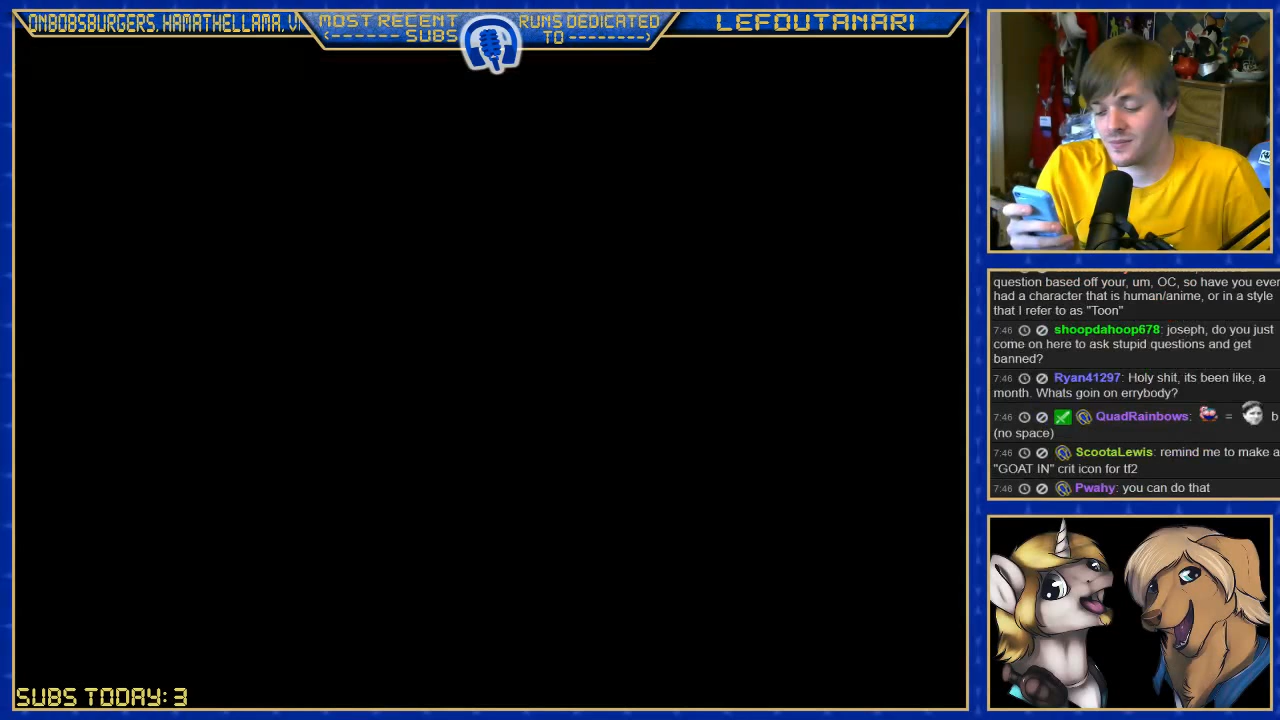 ONBOBSBURGERS, HAMATHELLAMA, VI
MOST RECENT
<------ SUBS
RUNS DEDICATED
TO -------->
LEFOUTANARI
question based off your, um, OC, so have you ever
had a character that is human/anime, or in a style
that I refer to as "Toon"
7:46 shoopdahoop678: joseph, do you just
come on here to ask stupid questions and get
banned?
7:46 Ryan41297: Holy shit, its been like, a
month. Whats goin on errybody?
7:46 QuadRainbows: = b
(no space)
7:46 ScootaLewis: remind me to make a
"GOAT IN" crit icon for tf2
7:46 Pwahy: you can do that
SUBS TODAY: 3